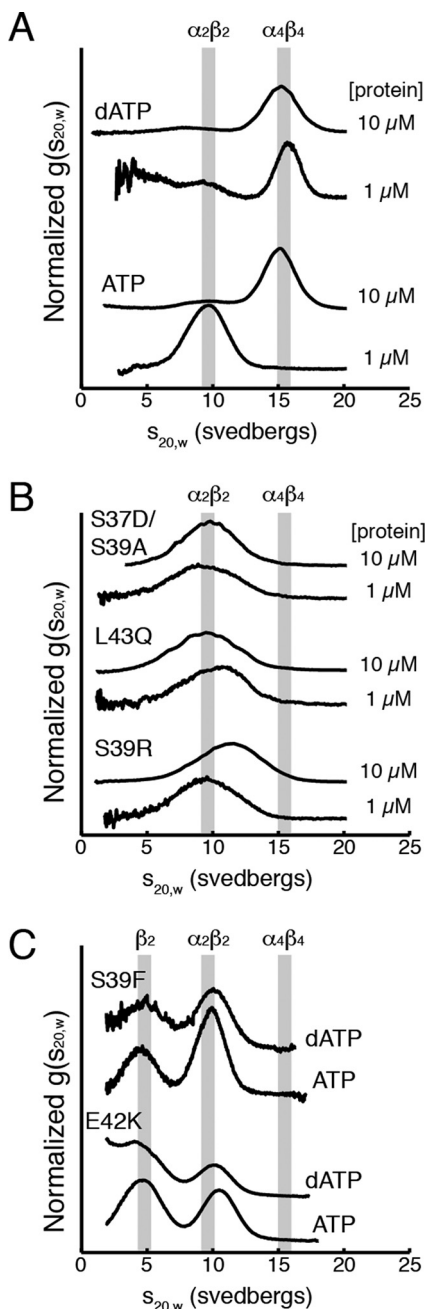 A
α2β2 α4β4
[protein]
dATP
10 µM
1 µM
ATP
10 µM
1 µM
Normalized g(s20,w)
0 5 10 15 20 25
s20,w (svedbergs)
B
α2β2 α4β4
S37D/
S39A
[protein]
10 µM
1 µM
L43Q
10 µM
1 µM
S39R
10 µM
1 µM
Normalized g(s20,w)
0 5 10 15 20 25
s20,w (svedbergs)
C
β2 α2β2 α4β4
S39F
dATP
ATP
E42K
dATP
ATP
Normalized g(s20,w)
0 5 10 15 20 25
s20,w (svedbergs)